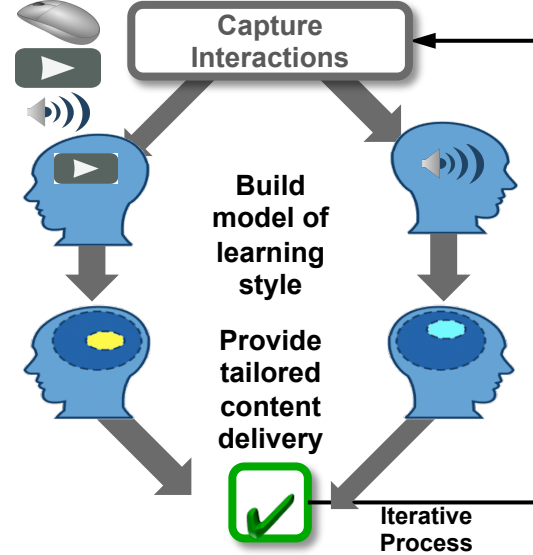 Capture
Interactions
Build
model of
learning
style
Provide
tailored
content
delivery
Iterative
Process